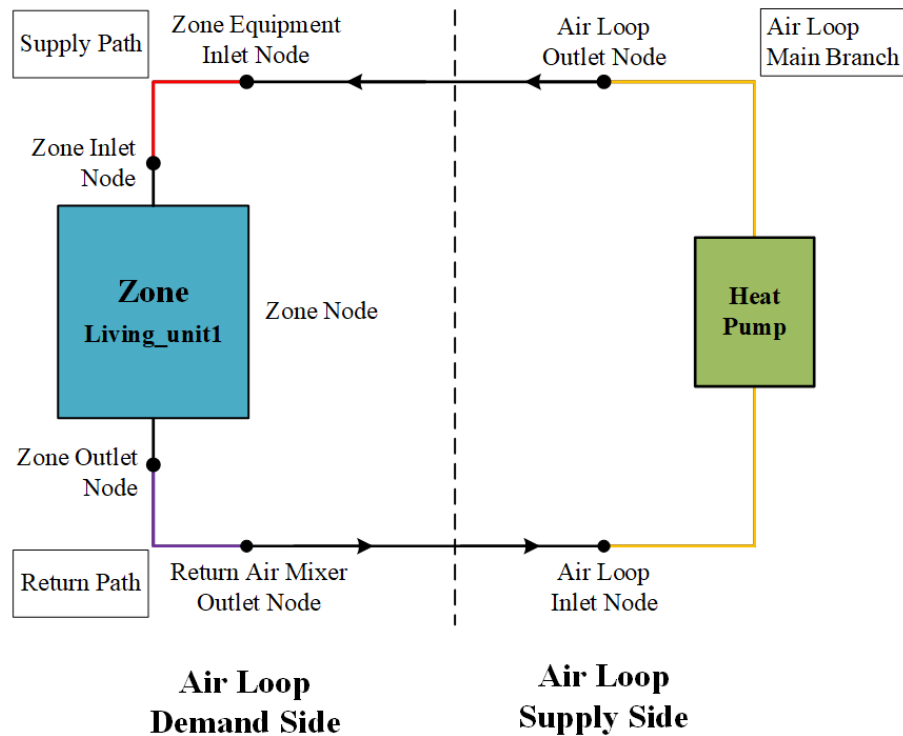 Supply Path
Zone Equipment
Inlet Node
Air Loop
Outlet Node
Air Loop
Main Branch
Zone Inlet
Node
Zone
Living_unit1
Zone Node
Heat
Pump
Zone Outlet
Node
Return Path
Return Air Mixer
Outlet Node
Air Loop
Inlet Node
Air Loop
Demand Side
Air Loop
Supply Side